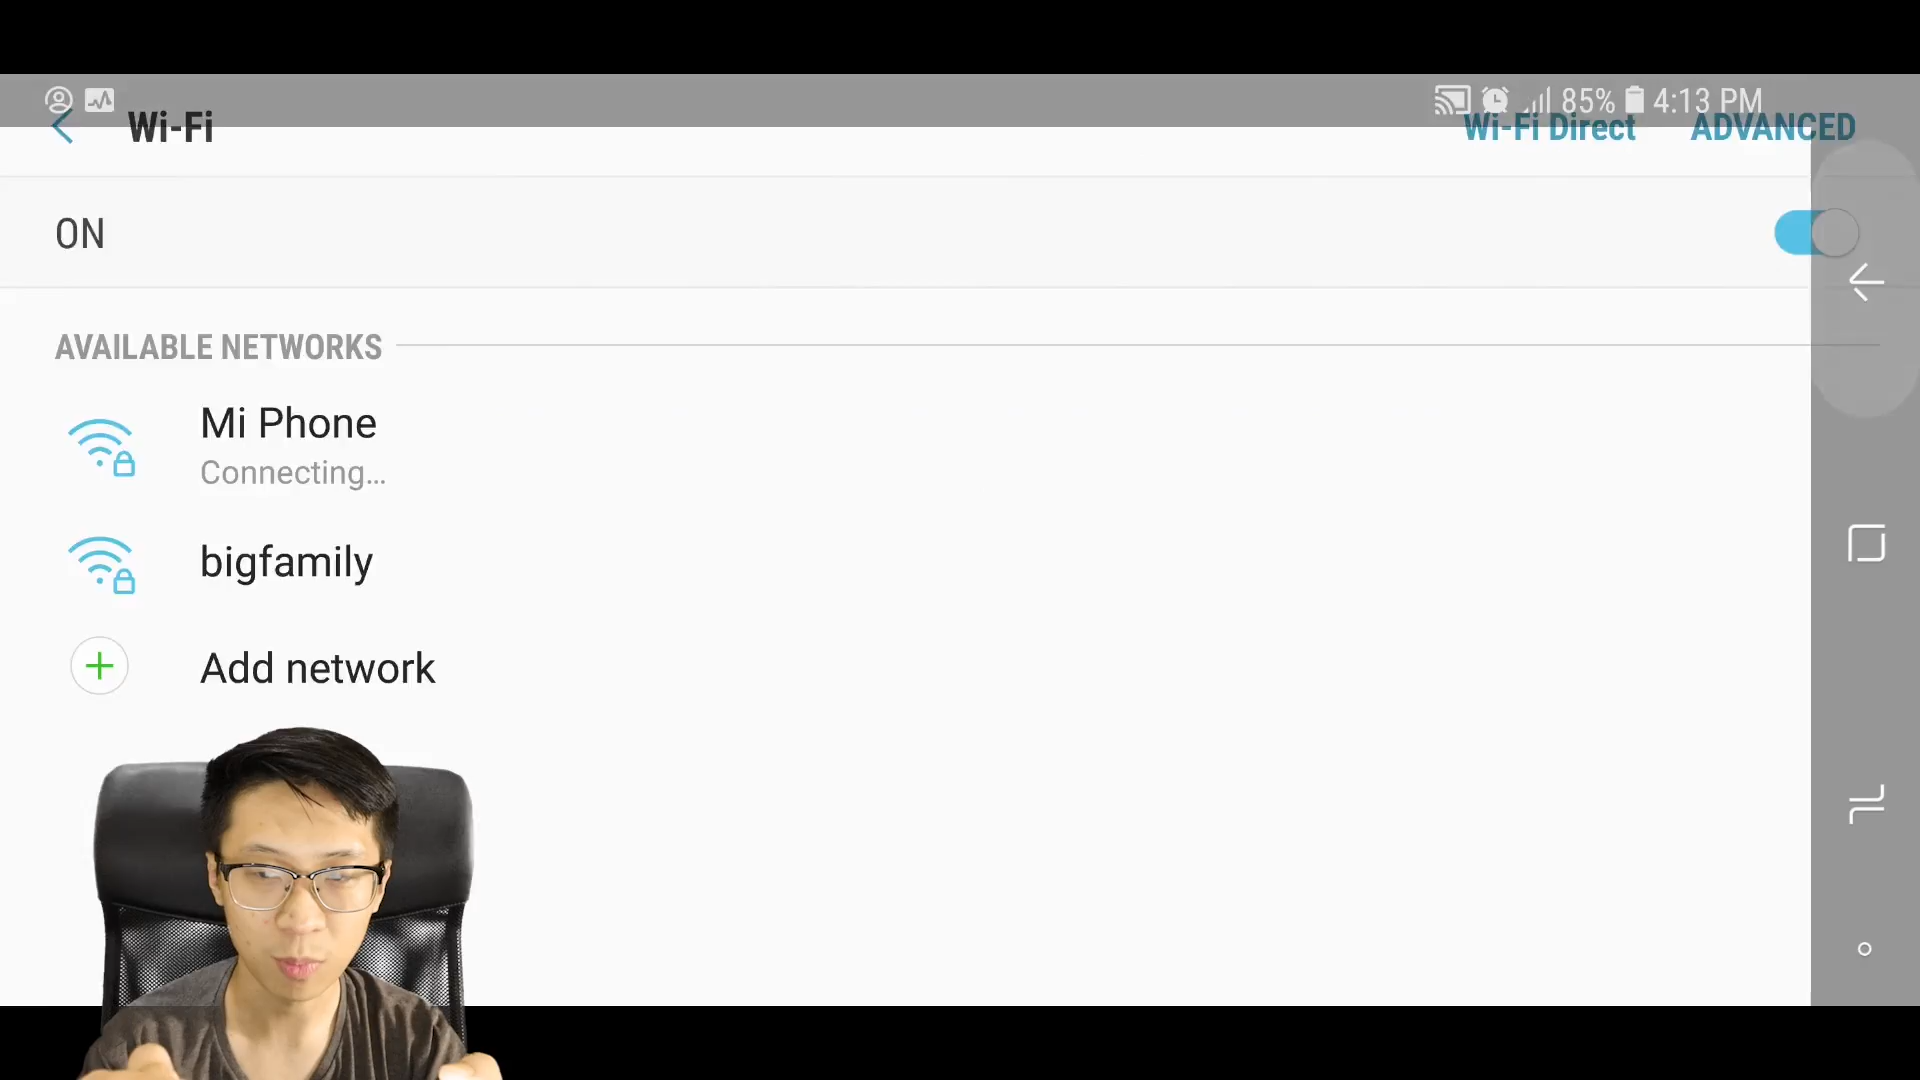 85% 4:13 PM
Wi-Fi Wi-Fi Direct ADVANCED
ON
AVAILABLE NETWORKS
Mi Phone
Connecting...
bigfamily
Add network